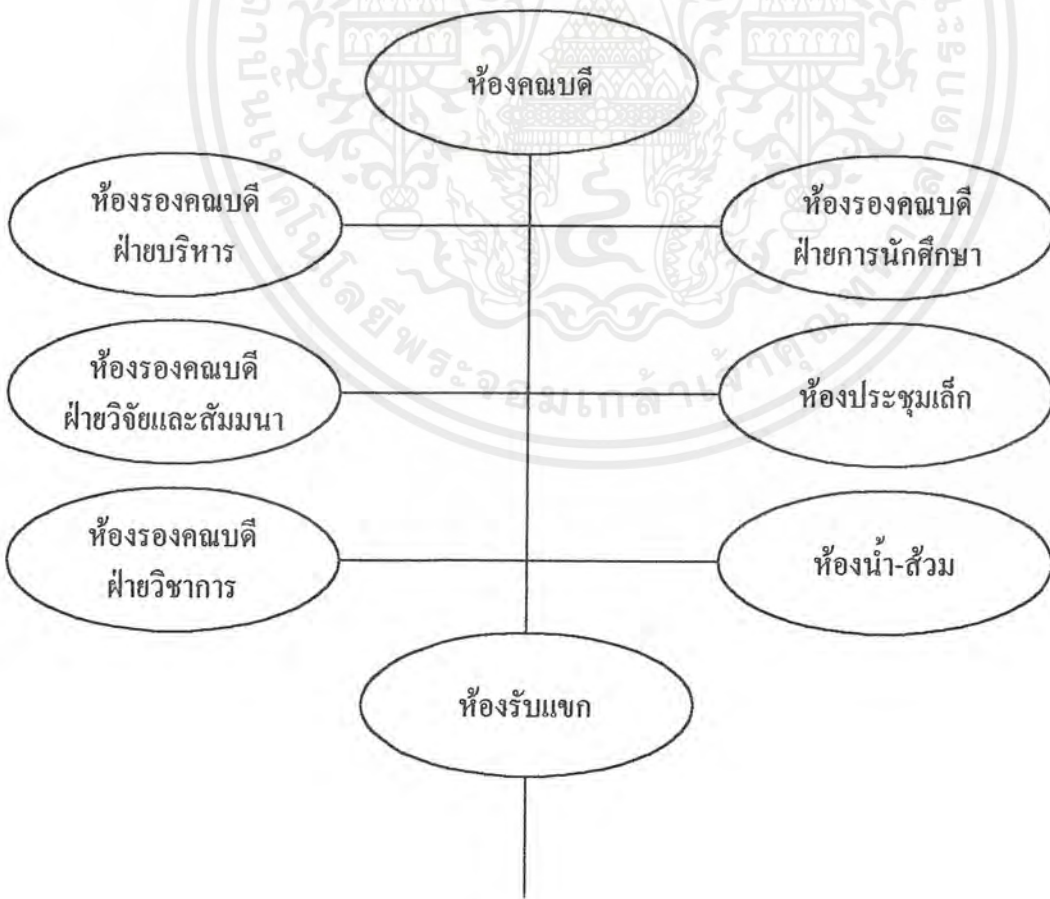 ห้องคณบดี
ห้องรองคณบดี
ฝ่ายบริหาร
ห้องรองคณบดี
ฝ่ายการนักศึกษา
ห้องรองคณบดี
ฝ่ายวิจัยและสัมมนา
ห้องประชุมเล็ก
ห้องรองคณบดี
ฝ่ายวิชาการ
ห้องน้ำ-ส้วม
ห้องรับแขก